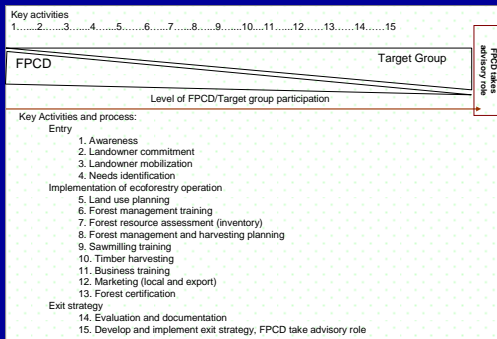 Key activities
1.......2.....3......4.....5......6.......7......8......9......10.....11.....12......13......14......15
FPCD
Target Group
FPCD takes
advisory role
Level of FPCD/Target group participation
Key Activities and process:
Entry
1. Awareness
2. Landowner commitment
3. Landowner mobilization
4. Needs identification
Implementation of ecoforestry operation
5. Land use planning
6. Forest management training
7. Forest resource assessment (inventory)
8. Forest management and harvesting planning
9. Sawmilling training
10. Timber harvesting
11. Business training
12. Marketing (local and export)
13. Forest certification
Exit strategy
14. Evaluation and documentation
15. Develop and implement exit strategy, FPCD take advisory role